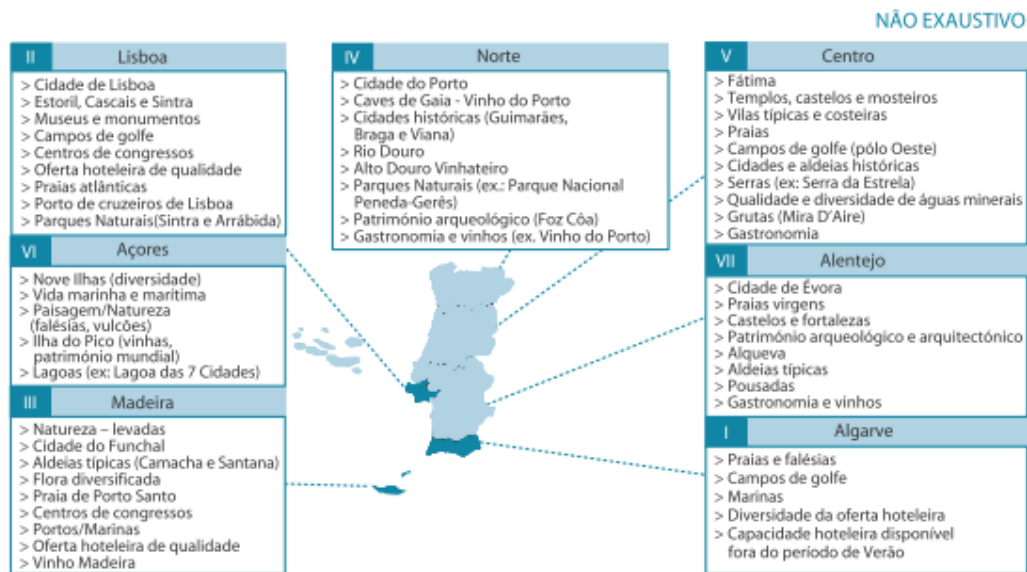 NÃO EXAUSTIVO
II Lisboa
> Cidade de Lisboa
> Estoril, Cascais e Sintra
> Museus e monumentos
> Campos de golfe
> Centros de congressos
> Oferta hoteleira de qualidade
> Praias atlânticas
> Porto de cruzeiros de Lisboa
> Parques Naturais(Sintra e Arrábida)
VI Açores
> Nove Ilhas (diversidade)
> Vida marinha e marítima
> Paisagem/Natureza
(falésias, vulcões)
> Ilha do Pico (vinhas,
património mundial)
> Lagoas (ex: Lagoa das 7 Cidades)
III Madeira
> Natureza – levadas
> Cidade do Funchal
> Aldeias típicas (Camacha e Santana)
> Flora diversificada
> Praia de Porto Santo
> Centros de congressos
> Portos/Marinas
> Oferta hoteleira de qualidade
> Vinho Madeira
IV Norte
> Cidade do Porto
> Caves de Gaia - Vinho do Porto
> Cidades históricas (Guimarães,
Braga e Viana)
> Rio Douro
> Alto Douro Vinhateiro
> Parques Naturais (ex.: Parque Nacional
Peneda-Gerês)
> Património arqueológico (Foz Côa)
> Gastronomia e vinhos (ex. Vinho do Porto)
V Centro
> Fátima
> Templos, castelos e mosteiros
> Vilas típicas e costeiras
> Praias
> Campos de golfe (pólo Oeste)
> Cidades e aldeias históricas
> Serras (ex: Serra da Estrela)
> Qualidade e diversidade de águas minerais
> Grutas (Mira D'Aire)
> Gastronomia
VII Alentejo
> Cidade de Évora
> Praias virgens
> Castelos e fortalezas
> Património arqueológico e arquitectónico
> Alqueva
> Aldeias típicas
> Pousadas
> Gastronomia e vinhos
I Algarve
> Praias e falésias
> Campos de golfe
> Marinas
> Diversidade da oferta hoteleira
> Capacidade hoteleira disponível
fora do período de Verão